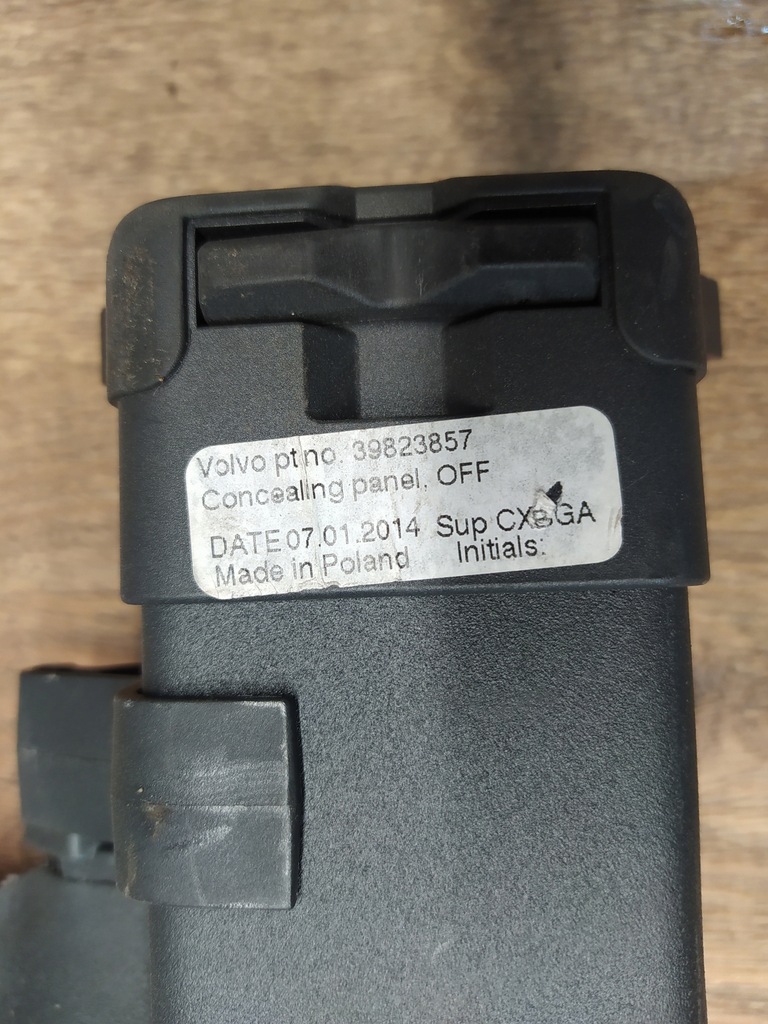 Volvo pt no. 39823857
Concealing panel. OFF
DATE 07.01.2014 Sup CXBGA
Made in Poland Initials: